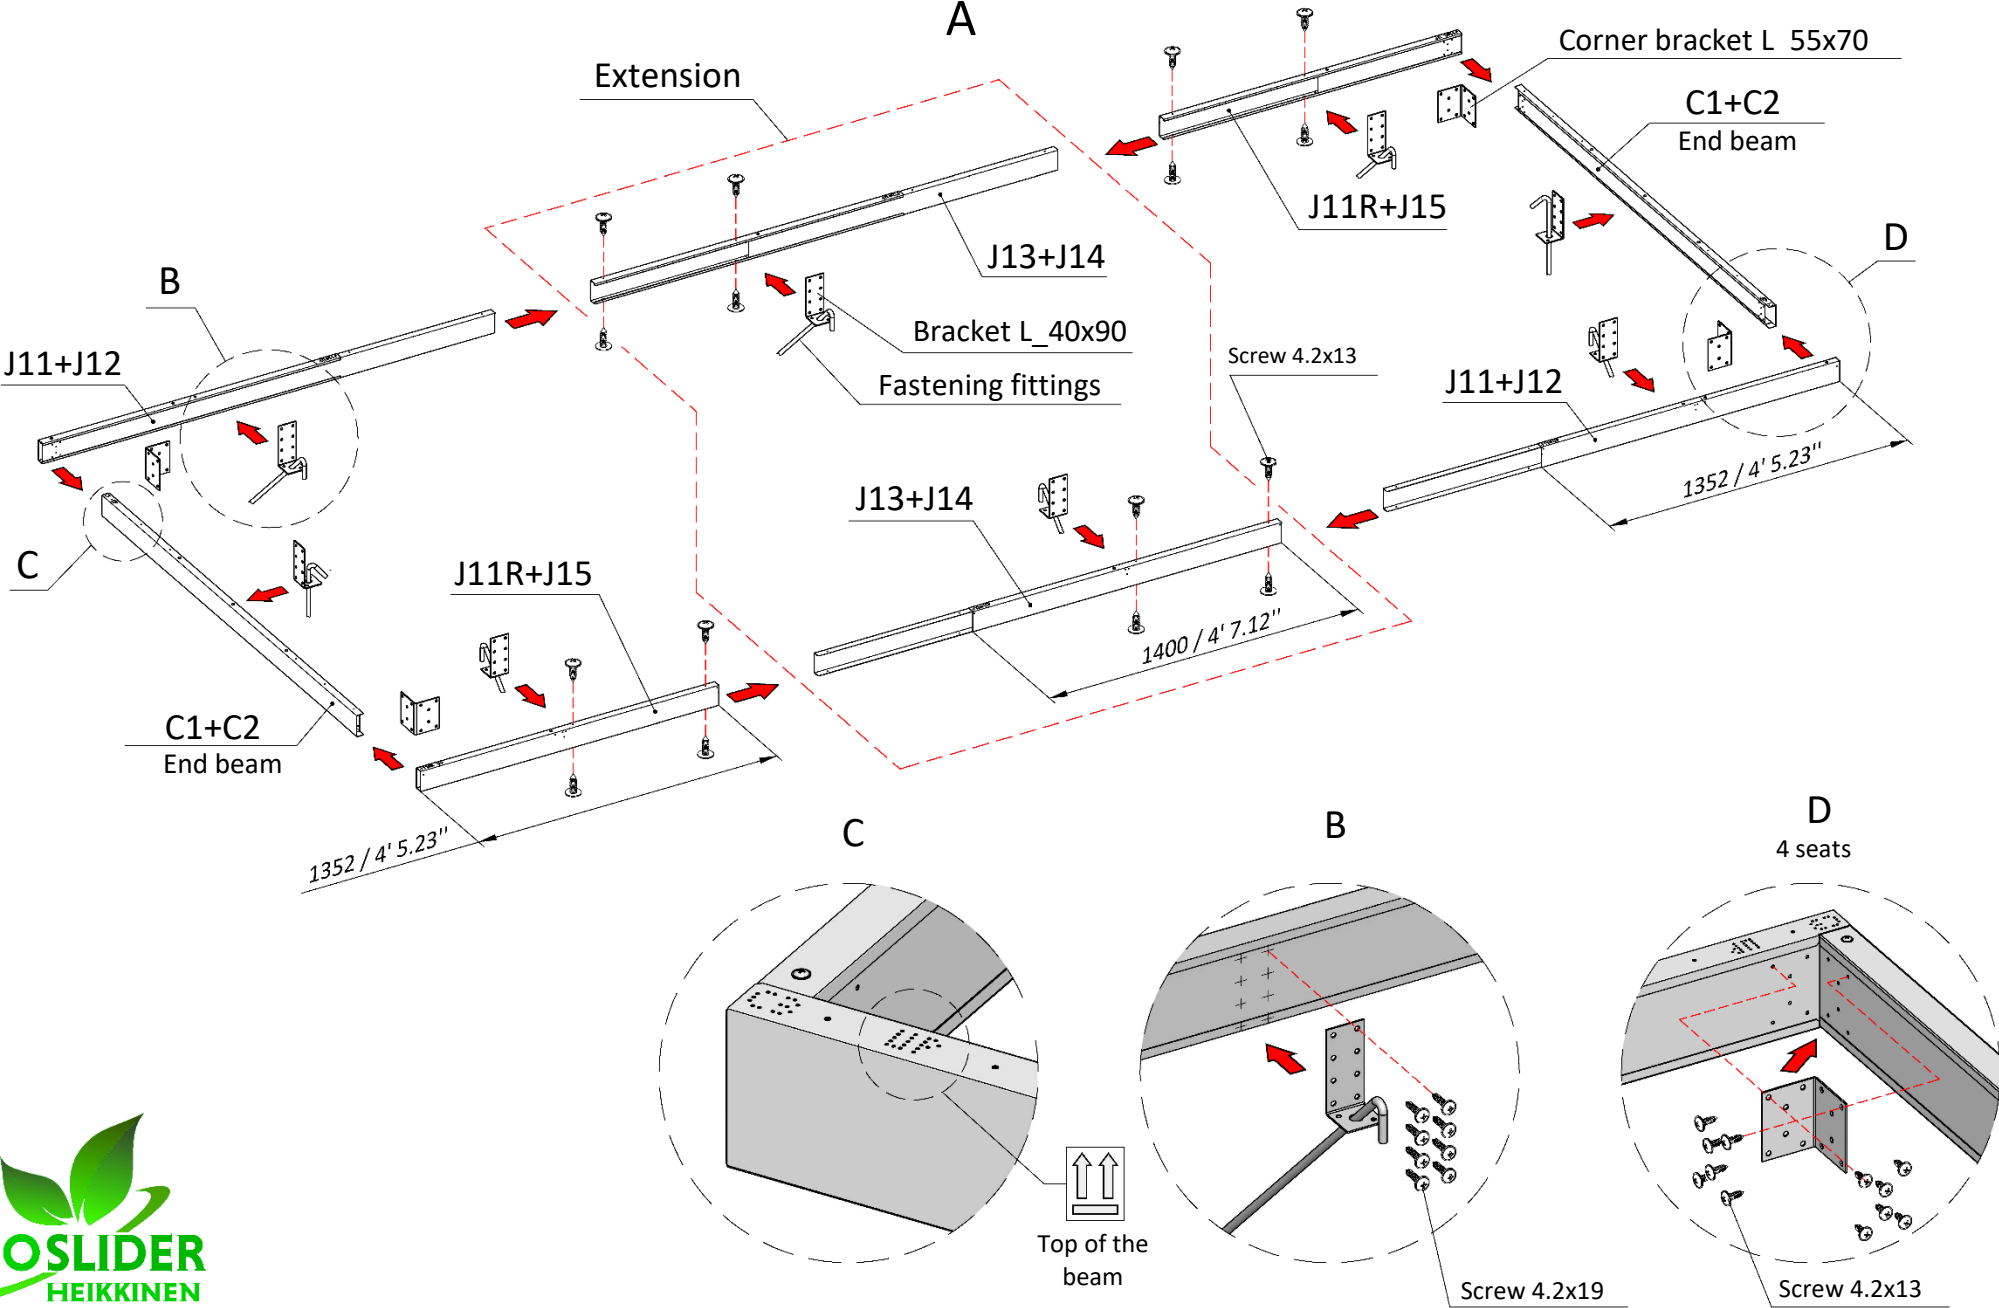 A
Extension
Corner bracket L_55x70
C1+C2
End beam
J11R+J15
D
J13+J14
B
Bracket L_40x90
Screw 4.2x13
J11+J12
Fastening fittings
J11+J12
1352 / 4' 5.23''
J13+J14
C
J11R+J15
1400 / 4' 7.12''
C1+C2
End beam
1352 / 4' 5.23''
C
B
D
4 seats
Top of the
beam
Screw 4.2x19
Screw 4.2x13
OSLIDER
HEIKKINEN